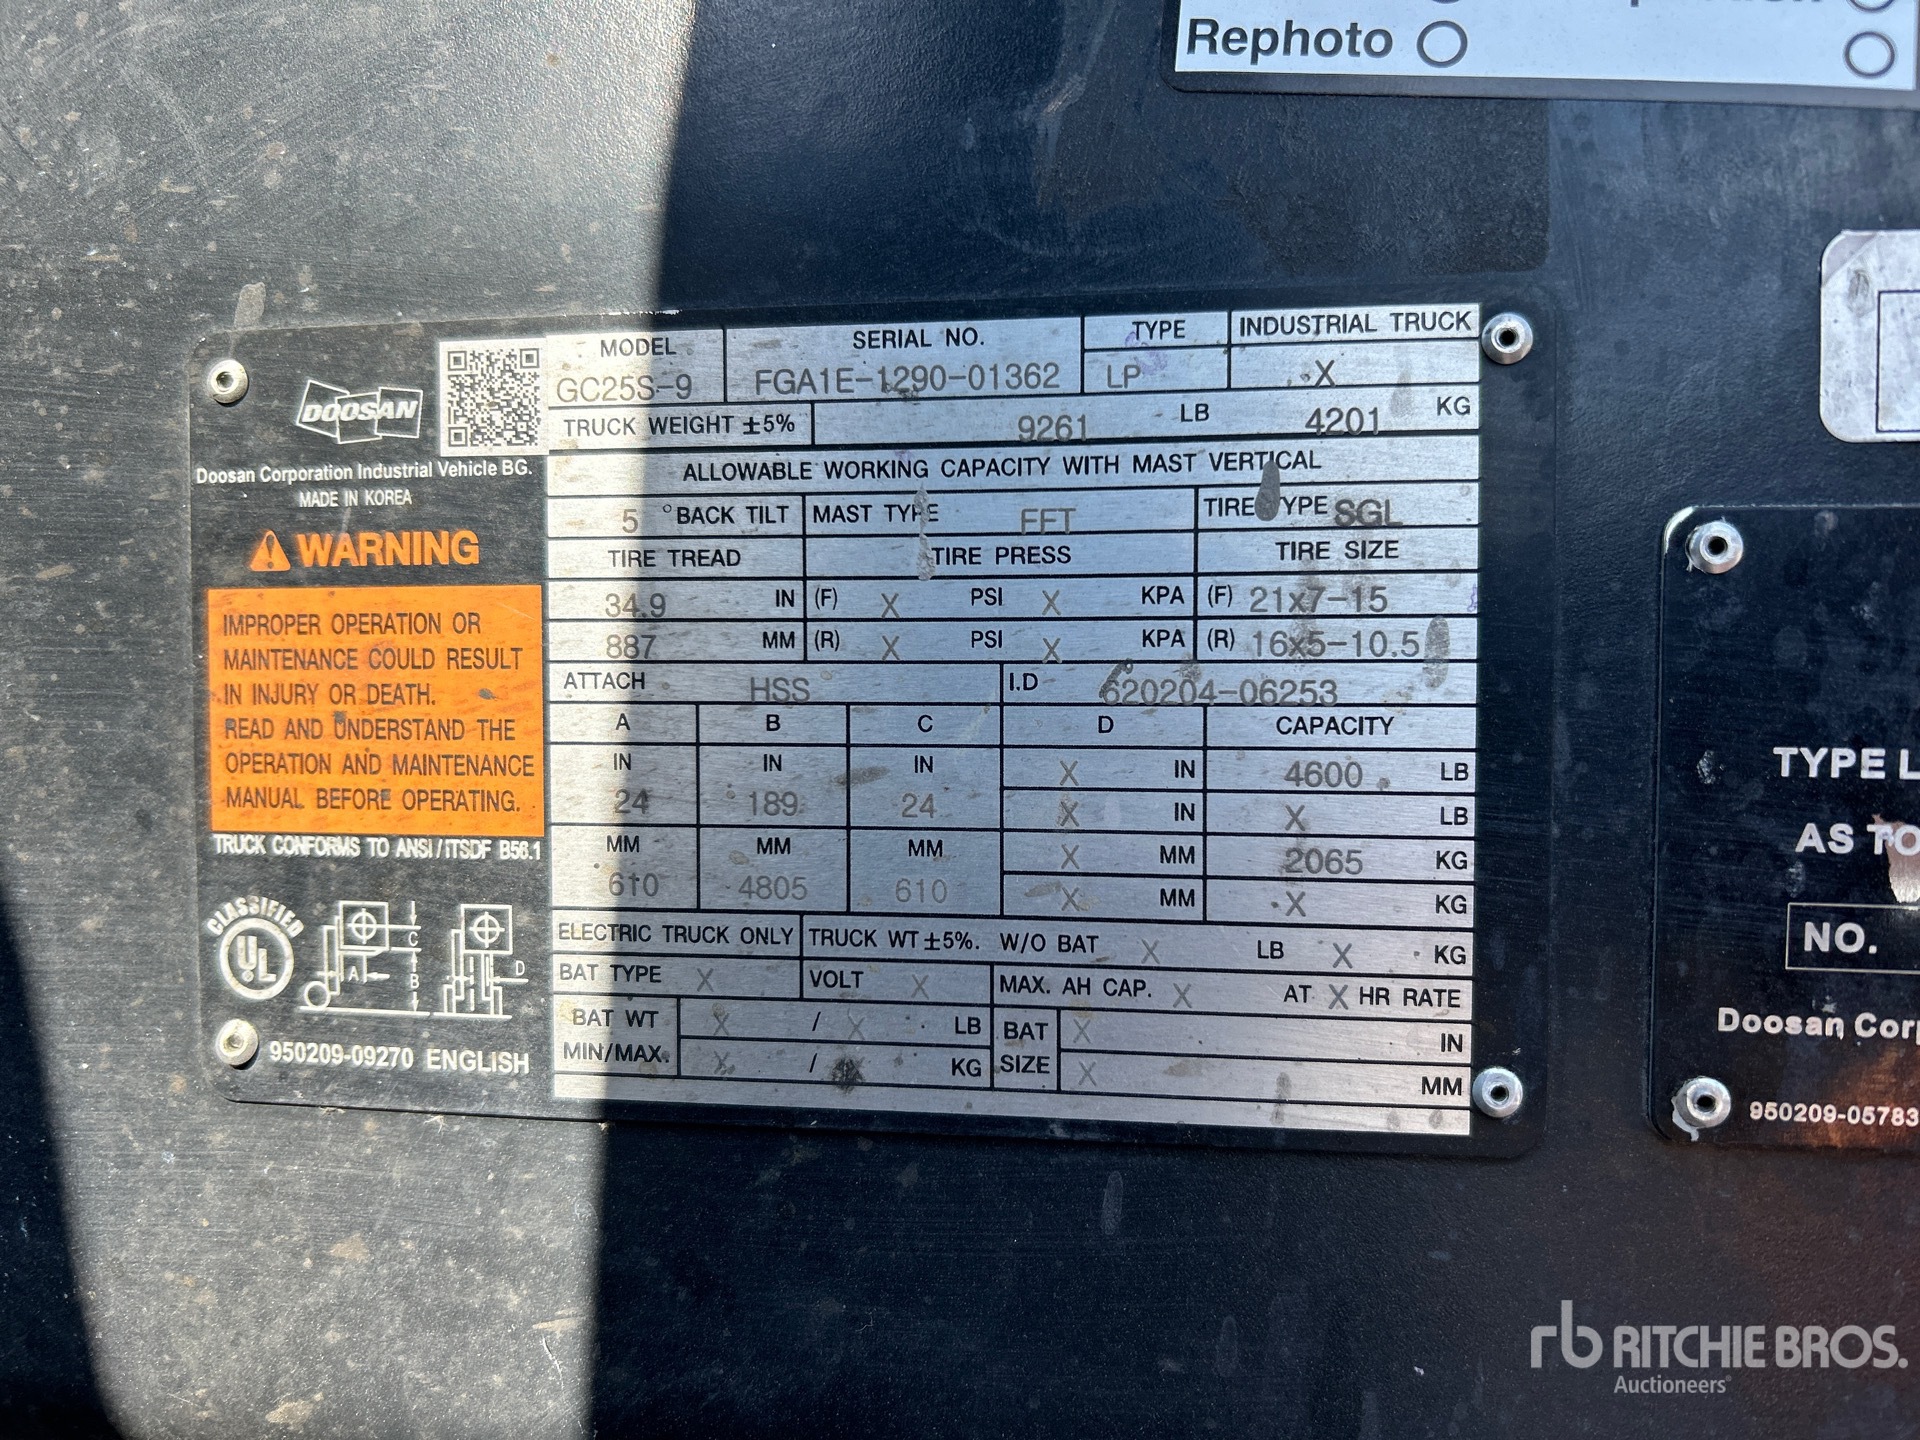 Rephoto
DOOSAN
Doosan Corporation Industrial Vehicle BG.
MADE IN KOREA
WARNING
IMPROPER OPERATION OR
MAINTENANCE COULD RESULT
IN INJURY OR DEATH.
READ AND UNDERSTAND THE
OPERATION AND MAINTENANCE
MANUAL BEFORE OPERATING.
TRUCK CONFORMS TO ANSI/ITSDF B56.1
CLASSIFIED
UL
A B C D
950209-09270 ENGLISH
MODEL SERIAL NO. TYPE INDUSTRIAL TRUCK
GC25S-9 FGA1E-1290-01362 LP X
TRUCK WEIGHT ±5% 9261 LB 4201 KG
ALLOWABLE WORKING CAPACITY WITH MAST VERTICAL
5 °BACK TILT MAST TYPE FFT TIRE TYPE SGL
TIRE TREAD TIRE PRESS TIRE SIZE
34.9 IN (F) X PSI X KPA (F) 21x7-15
887 MM (R) X PSI X KPA (R) 16x5-10.5
ATTACH HSS I.D 620204-06253
A B C D CAPACITY
IN IN IN X IN 4600 LB
24 189 24 X IN X LB
MM MM MM X MM 2065 KG
610 4805 610 X MM X KG
ELECTRIC TRUCK ONLY TRUCK WT ±5%. W/O BAT X LB X KG
BAT TYPE X VOLT X MAX. AH CAP. X AT X HR RATE
BAT WT X / X LB BAT X IN
MIN/MAX. X / X KG SIZE X MM
TYPE L
AS TO
NO.
Doosan Corp
950209-05783
rb RITCHIE BROS.
Auctioneers